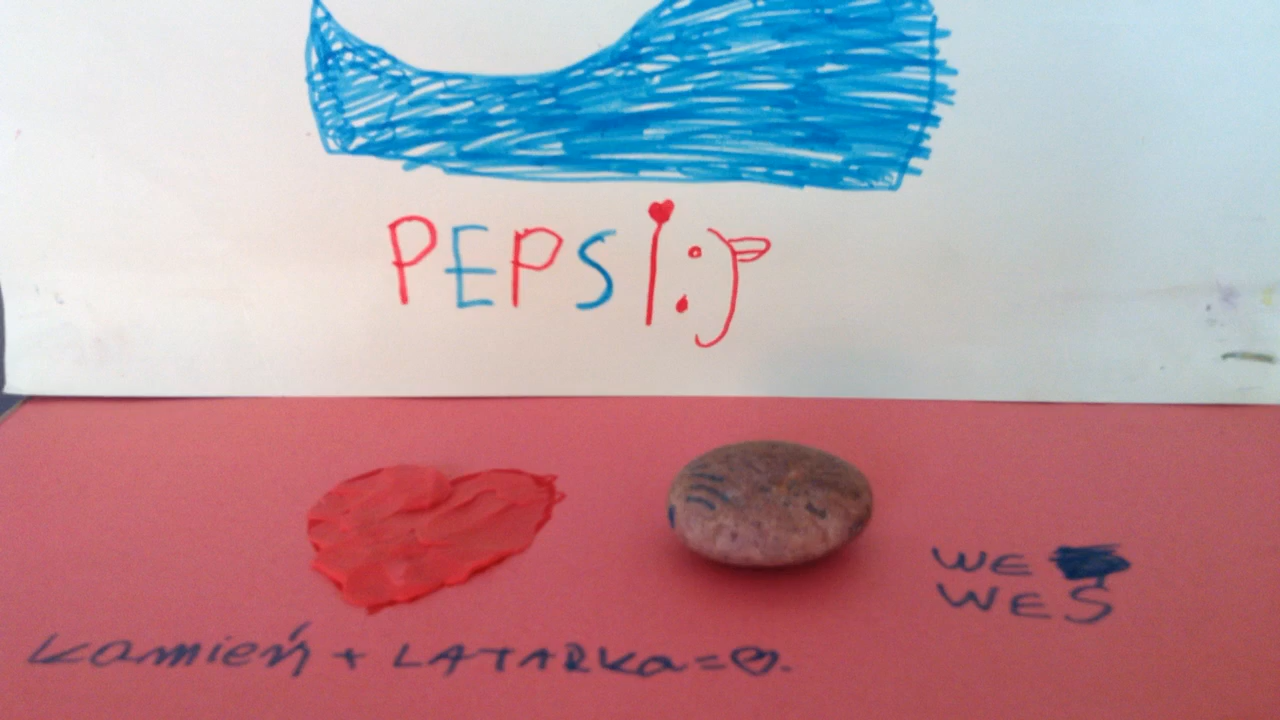 PEPSI :)
WE
WES
kamień + LATARKa = ♡.